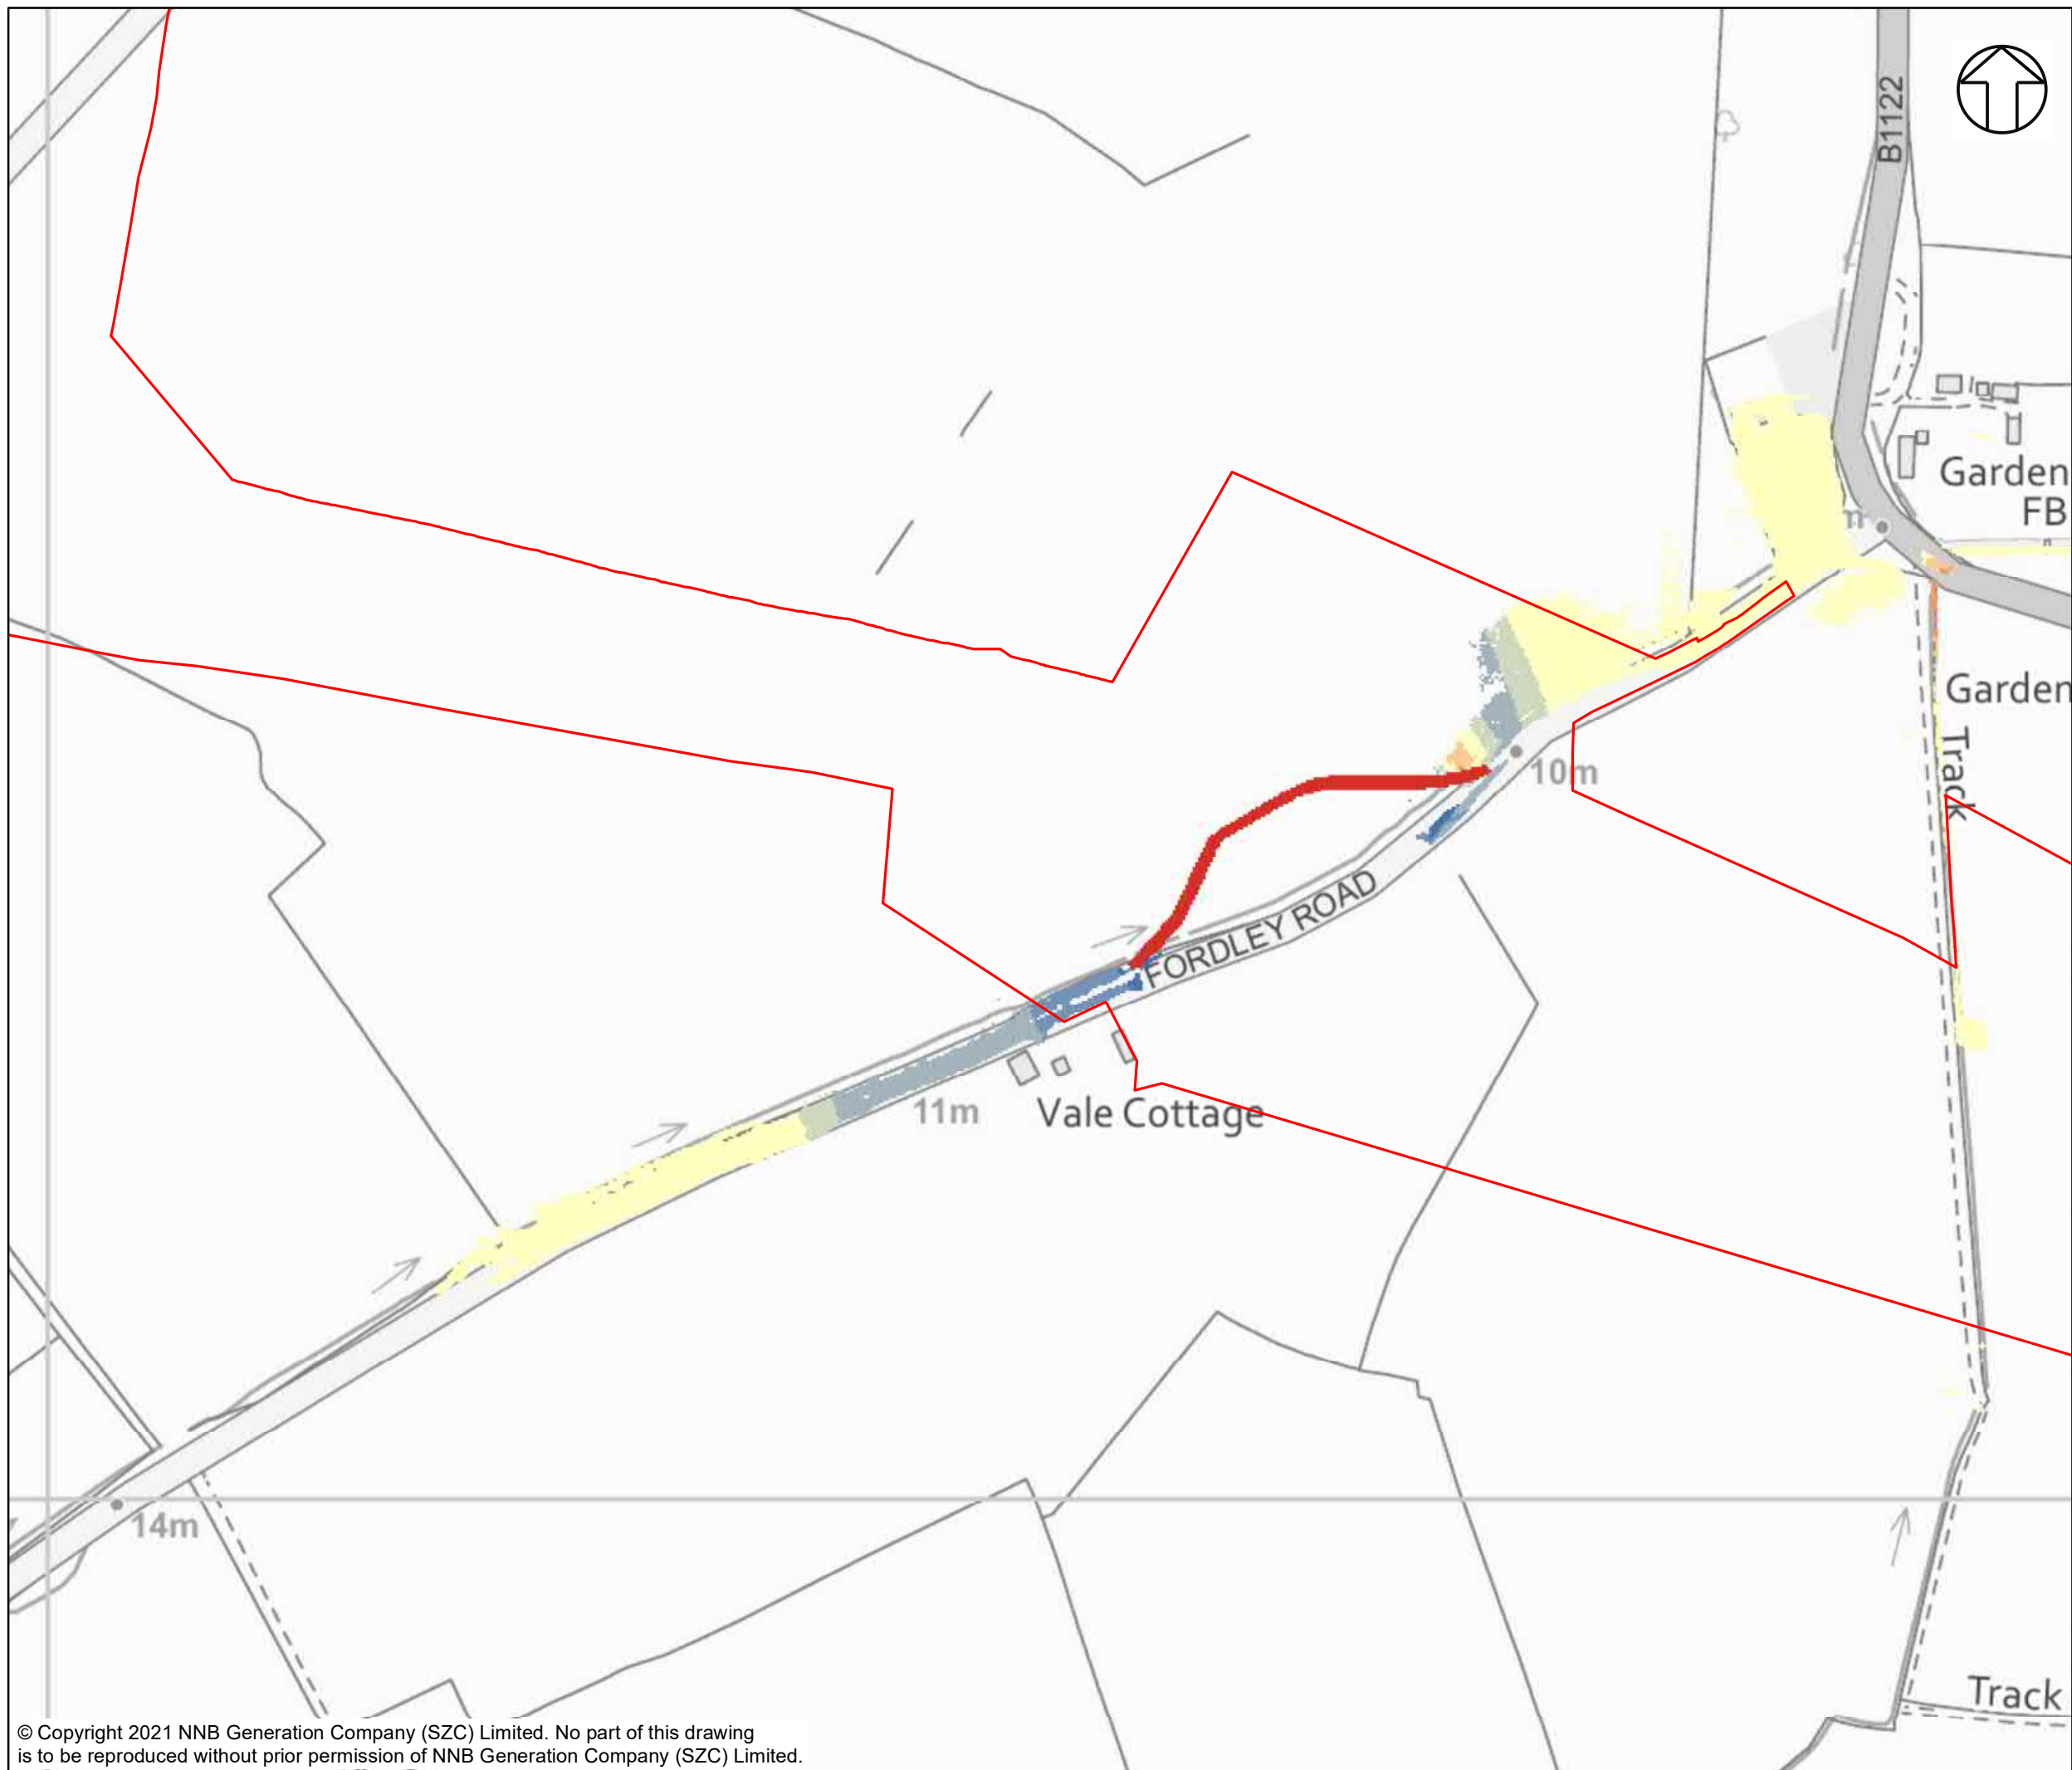 B1122
Garden
FB
m
Garden
Track
10m
FORDLEY ROAD
11m
Vale Cottage
14m
Track
© Copyright 2021 NNB Generation Company (SZC) Limited. No part of this drawing
is to be reproduced without prior permission of NNB Generation Company (SZC) Limited.